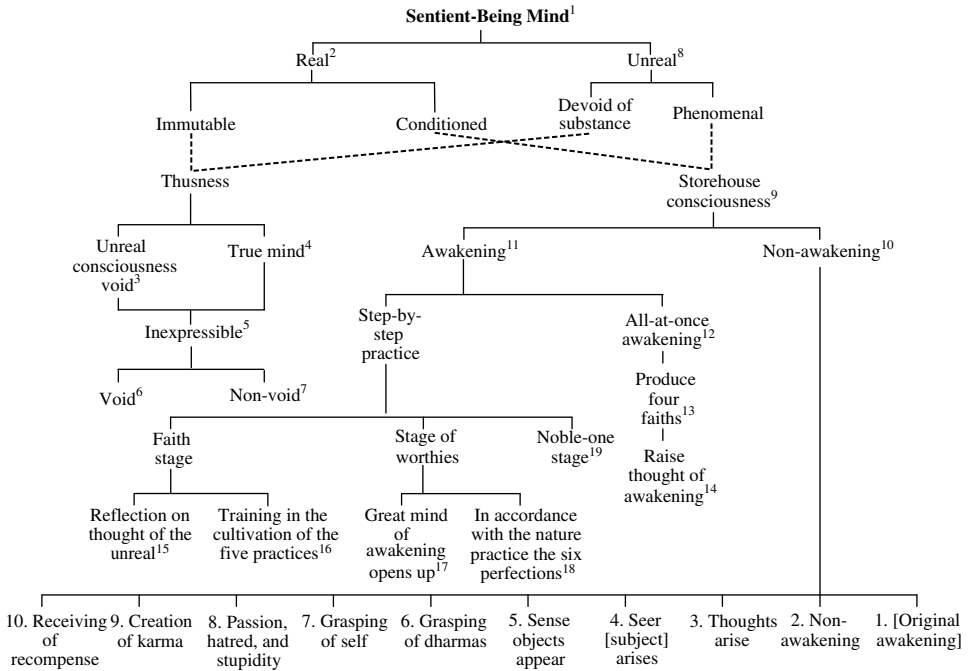 Sentient-Being Mind1
Real2
Unreal8
Immutable
Conditioned
Devoid of
substance
Phenomenal
Thusness
Storehouse
consciousness9
Unreal
consciousness
void3
True mind4
Awakening11
Non-awakening10
Inexpressible5
Step-by-
step
practice
All-at-once
awakening12
Void6
Non-void7
Produce
four
faiths13
Faith
stage
Stage of
worthies
Noble-one
stage19
Raise
thought of
awakening14
Reflection on
thought of the
unreal15
Training in the
cultivation of the
five practices16
Great mind
of
awakening
opens up17
In accordance
with the nature
practice the six
perfections18
10. Receiving
of
recompense
9. Creation
of karma
8. Passion,
hatred, and
stupidity
7. Grasping
of self
6. Grasping
of dharmas
5. Sense
objects
appear
4. Seer
[subject]
arises
3. Thoughts
arise
2. Non-
awakening
1. [Original
awakening]